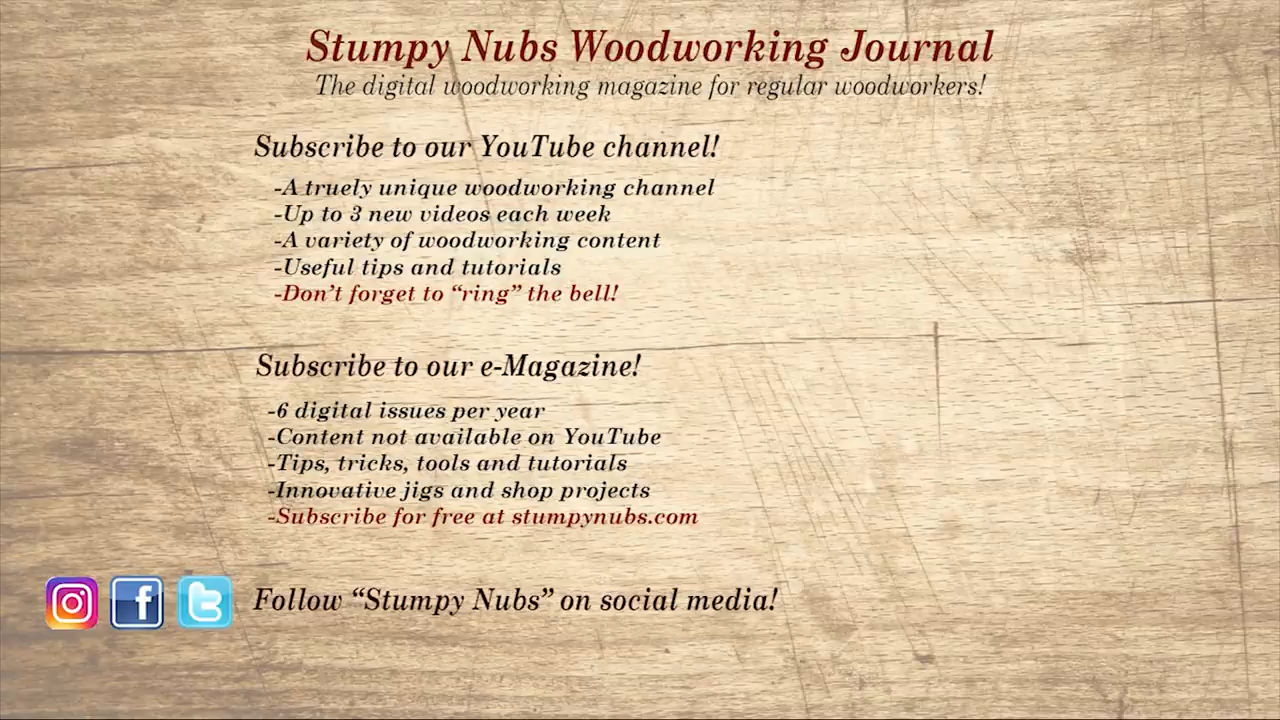 Stumpy Nubs Woodworking Journal
The digital woodworking magazine for regular woodworkers!
Subscribe to our YouTube channel!
-A truely unique woodworking channel
-Up to 3 new videos each week
-A variety of woodworking content
-Useful tips and tutorials
-Don't forget to “ring” the bell!
Subscribe to our e-Magazine!
-6 digital issues per year
-Content not available on YouTube
-Tips, tricks, tools and tutorials
-Innovative jigs and shop projects
-Subscribe for free at stumpynubs.com
Follow “Stumpy Nubs” on social media!